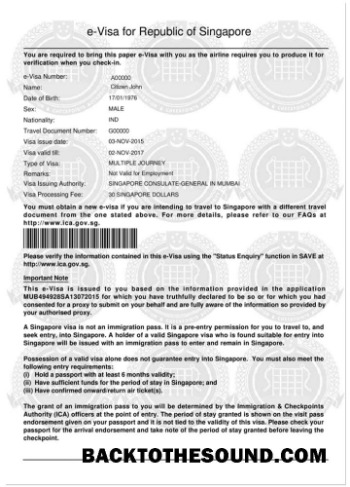 e-Visa for Republic of Singapore
You are required to bring this paper e-Visa with you as the airline requires you to produce it for
verification when you check-in.
e-Visa Number: A00000
Name: Citizen John
Date of Birth: 17/01/1976
Sex: MALE
Nationality: IND
Travel Document Number: G00000
Visa issue date: 03-NOV-2015
Visa valid till: 02-NOV-2017
Type of Visa: MULTIPLE JOURNEY
Remarks: Not Valid for Employment
Visa Issuing Authority: SINGAPORE CONSULATE-GENERAL IN MUMBAI
Visa Processing Fee: 30 SINGAPORE DOLLARS
You must obtain a new e-visa if you are intending to travel to Singapore with a different travel
document from the one stated above. For more details, please refer to our FAQs at
http://www.ica.gov.sg.
Please verify the information contained in this e-Visa using the "Status Enquiry" function in SAVE at
http://www.ica.gov.sg.
Important Note
This e-Visa is issued to you based on the information provided in the application
MUB494928SA13072015 for which you have truthfully declared to be so or for which you had
consented for a proxy to submit on your behalf and are fully aware of the information so provided by
your authorised proxy.
A Singapore visa is not an immigration pass. It is a pre-entry permission for you to travel to, and
seek entry, into Singapore. A holder of a valid Singapore visa who is found suitable for entry into
Singapore will be issued with an immigration pass to enter and remain in Singapore.
Possession of a valid visa alone does not guarantee entry into Singapore. You must also meet the
following entry requirements:
(i) Hold a passport with at least 6 months validity;
(ii) Have sufficient funds for the period of stay in Singapore; and
(iii) Have confirmed onward/return air ticket(s).
The grant of an immigration pass to you will be determined by the Immigration & Checkpoints
Authority (ICA) officers at the point of entry. The period of stay granted is shown on the visit pass
endorsement given on your passport and it is not tied to the validity of this visa. Please check your
passport for the arrival endorsement and take note of the period of stay granted before leaving the
checkpoint.
BACKTOTHESOUND.COM